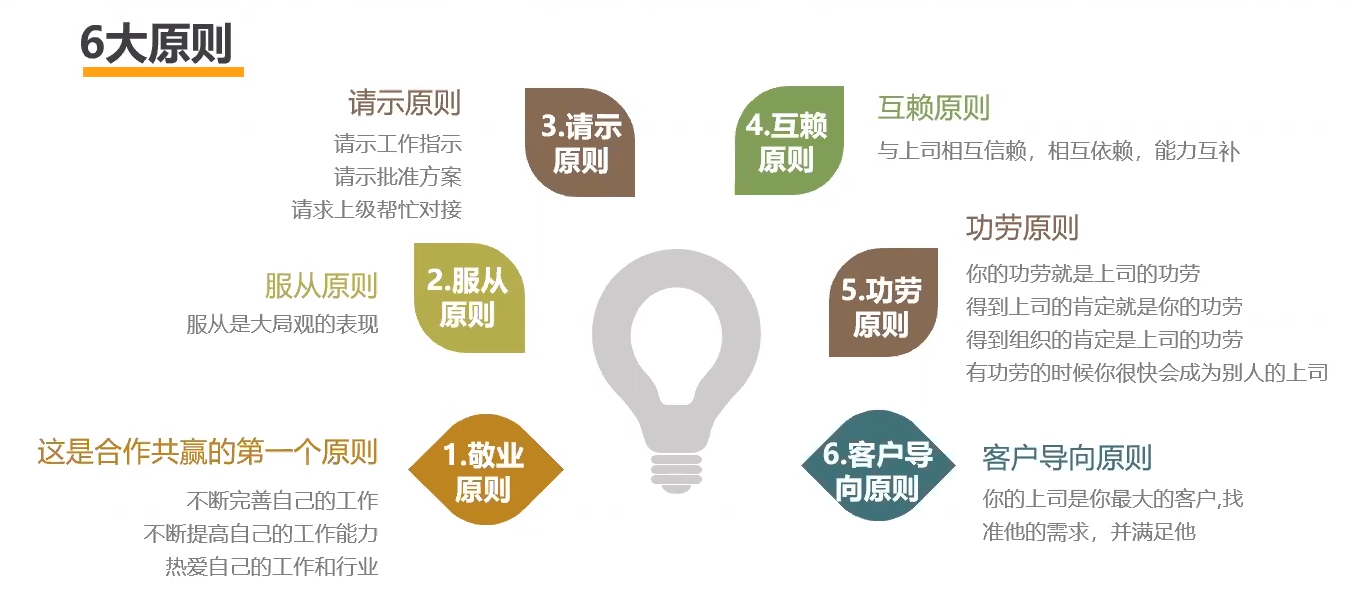 6大原则
请示原则
请示工作指示
请示批准方案
请求上级帮忙对接
3.请示
原则
4.互赖
原则
互赖原则
与上司相互信赖，相互依赖，能力互补
服从原则
服从是大局观的表现
2.服从
原则
5.功劳
原则
功劳原则
你的功劳就是上司的功劳
得到上司的肯定就是你的功劳
得到组织的肯定是上司的功劳
有功劳的时候你很快会成为别人的上司
这是合作共赢的第一个原则
不断完善自己的工作
不断提高自己的工作能力
热爱自己的工作和行业
1.敬业
原则
6.客户导
向原则
客户导向原则
你的上司是你最大的客户,找
准他的需求，并满足他